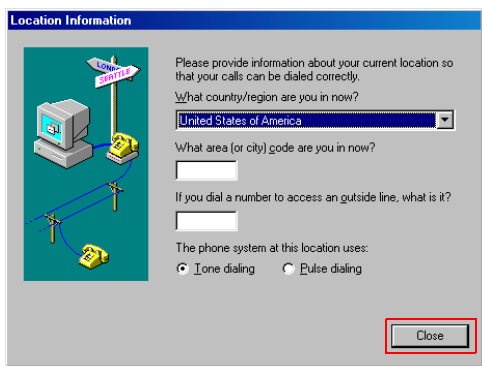 Location Information
LOND
SEATTLE
Please provide information about your current location so
that your calls can be dialed correctly.
What country/region are you in now?
United States of America
What area (or city) code are you in now?
If you dial a number to access an outside line, what is it?
The phone system at this location uses:
Tone dialing
Pulse dialing
Close